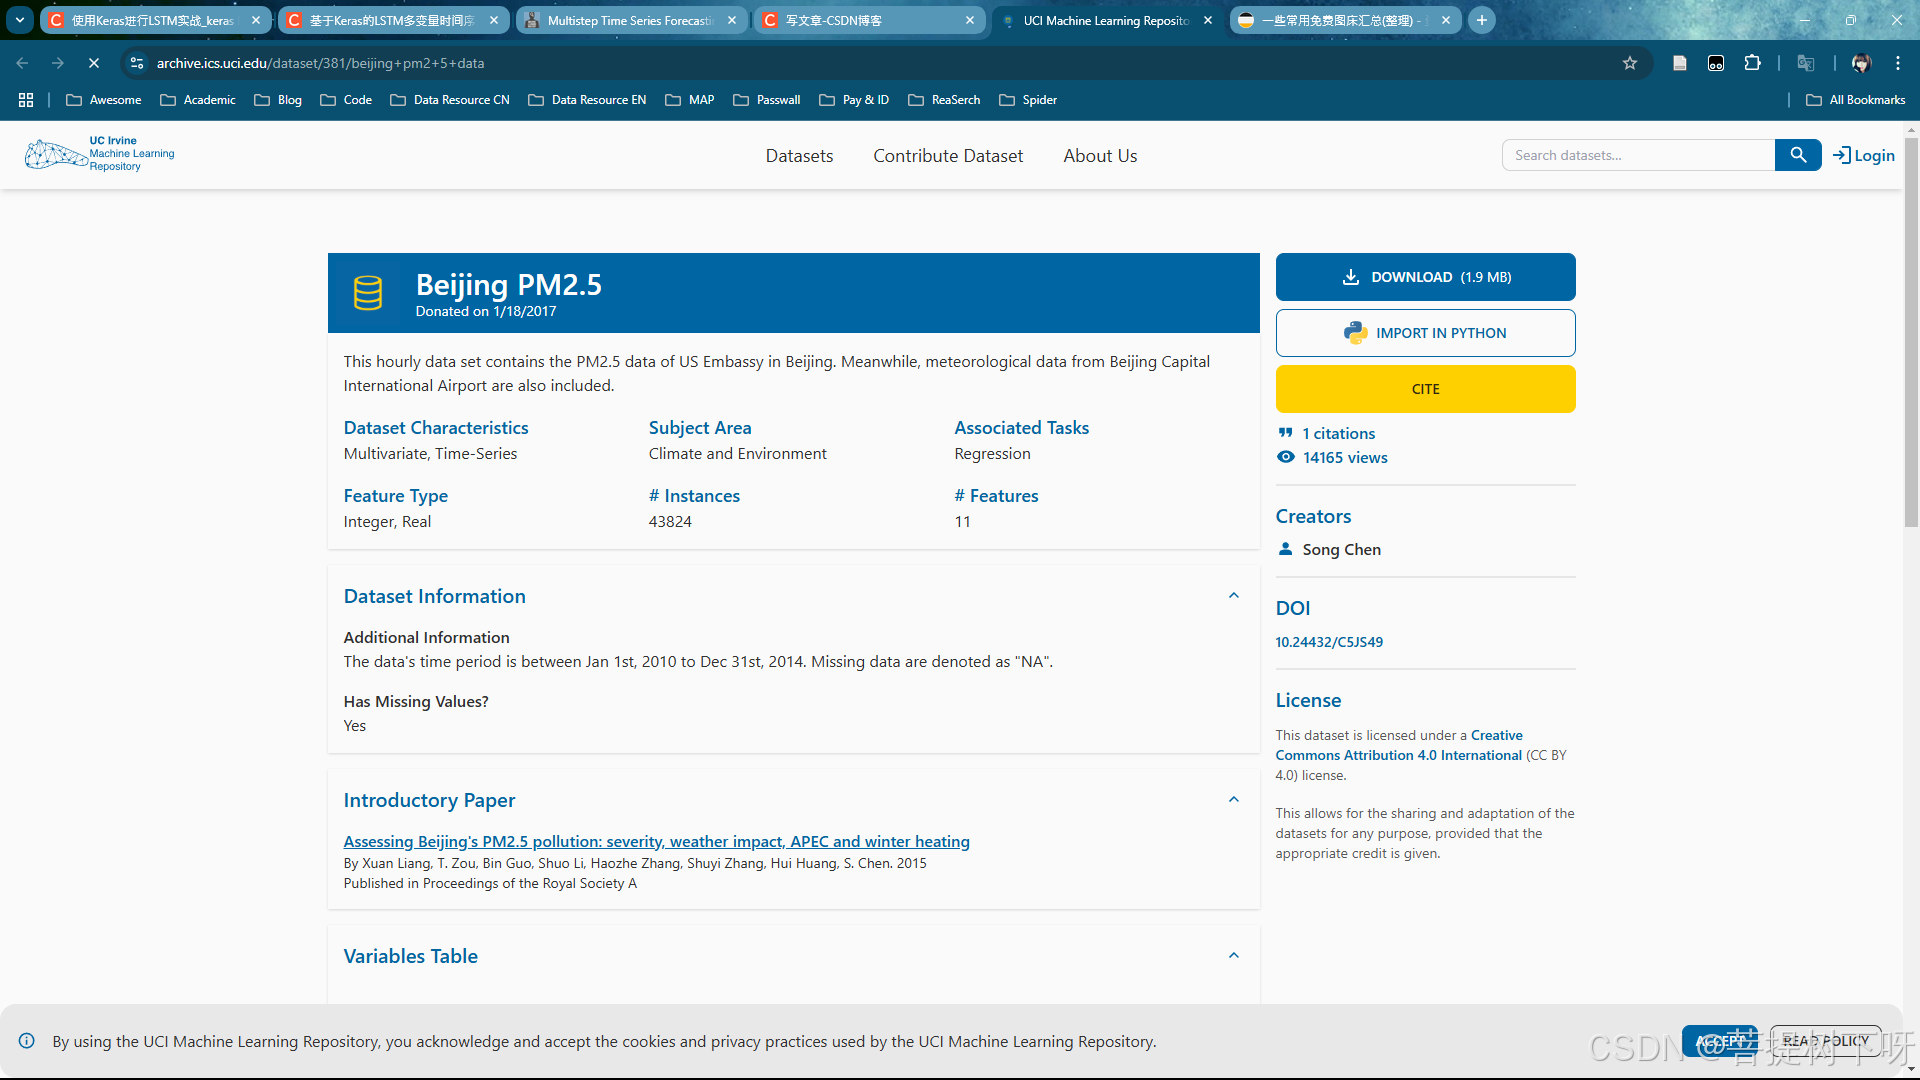 使用Keras进行LSTM实战_keras
基于Keras的LSTM多变量时间序
Multistep Time Series Forecasti
写文章-CSDN博客
UCI Machine Learning Reposito
一些常用免费图床汇总(整理) -
archive.ics.uci.edu/dataset/381/beijing+pm2+5+data
Awesome
Academic
Blog
Code
Data Resource CN
Data Resource EN
MAP
Passwall
Pay & ID
ReaSerch
Spider
All Bookmarks
UC Irvine
Machine Learning
Repository
Datasets
Contribute Dataset
About Us
Search datasets...
Login
Beijing PM2.5
Donated on 1/18/2017
This hourly data set contains the PM2.5 data of US Embassy in Beijing. Meanwhile, meteorological data from Beijing Capital
International Airport are also included.
Dataset Characteristics
Multivariate, Time-Series
Subject Area
Climate and Environment
Associated Tasks
Regression
Feature Type
Integer, Real
# Instances
43824
# Features
11
Dataset Information
Additional Information
The data's time period is between Jan 1st, 2010 to Dec 31st, 2014. Missing data are denoted as "NA".
Has Missing Values?
Yes
Introductory Paper
Assessing Beijing's PM2.5 pollution: severity, weather impact, APEC and winter heating
By Xuan Liang, T. Zou, Bin Guo, Shuo Li, Haozhe Zhang, Shuyi Zhang, Hui Huang, S. Chen. 2015
Published in Proceedings of the Royal Society A
Variables Table
DOWNLOAD (1.9 MB)
IMPORT IN PYTHON
CITE
1 citations
14165 views
Creators
Song Chen
DOI
10.24432/C5JS49
License
This dataset is licensed under a Creative
Commons Attribution 4.0 International (CC BY
4.0) license.
This allows for the sharing and adaptation of the
datasets for any purpose, provided that the
appropriate credit is given.
By using the UCI Machine Learning Repository, you acknowledge and accept the cookies and privacy practices used by the UCI Machine Learning Repository.
ACCEPT
READ POLICY
CSDN @菩提树下呀